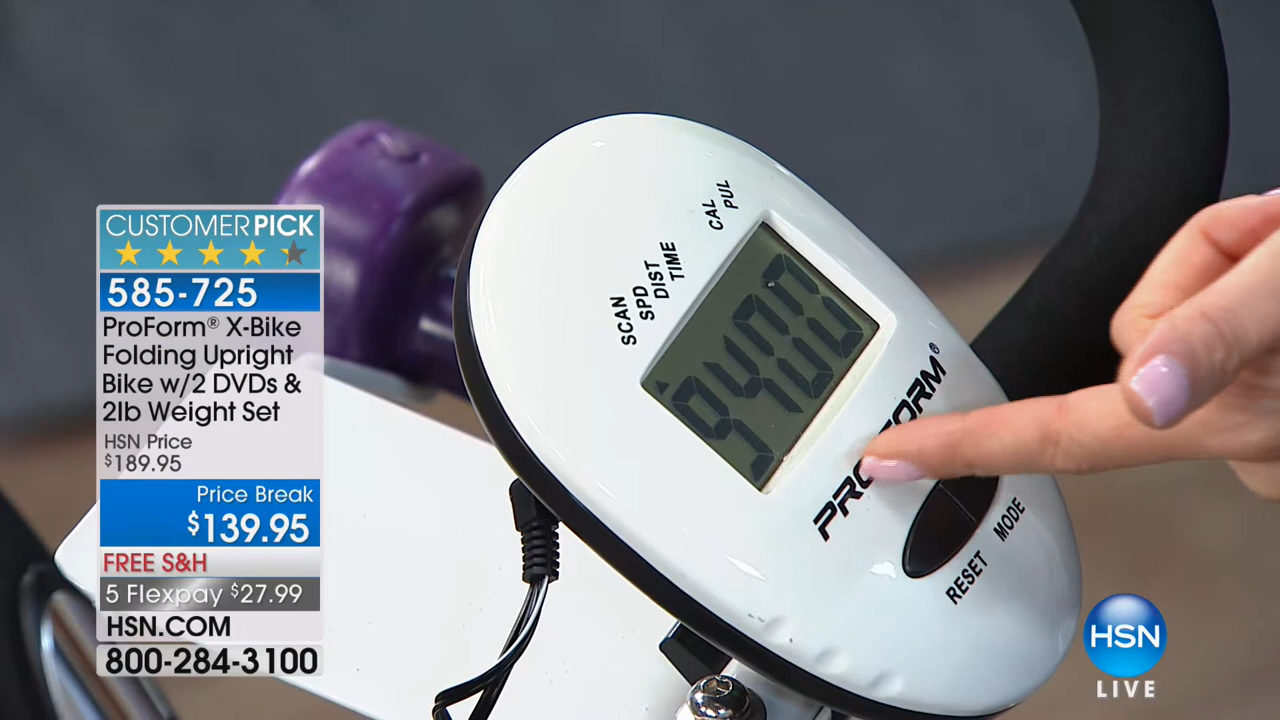 CUSTOMER PICK
585-725
ProForm® X-Bike
Folding Upright
Bike w/2 DVDs &
2lb Weight Set
HSN Price
$189.95
Price Break
$139.95
FREE S&H
5 Flexpay $27.99
HSN.COM
800-284-3100
SCAN
SPD
DIST
TIME
CAL
PUL
PROFORM®
RESET MODE
HSN
LIVE